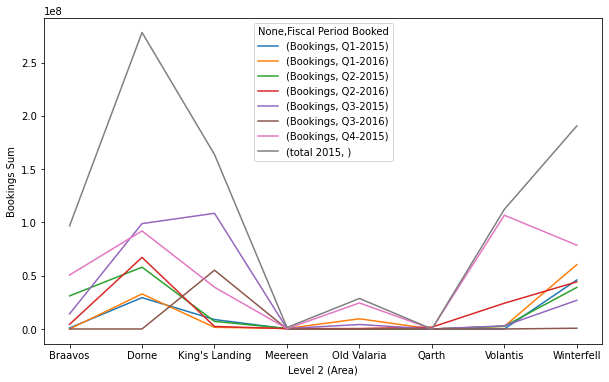 1e8
None,Fiscal Period Booked
(Bookings, Q1-2015)
(Bookings, Q1-2016)
(Bookings, Q2-2015)
(Bookings, Q2-2016)
(Bookings, Q3-2015)
(Bookings, Q3-2016)
(Bookings, Q4-2015)
(total 2015, )
2.5
2.0
1.5
1.0
0.5
0.0
Bookings Sum
Braavos Dorne King's Landing Meereen Old Valaria Qarth Volantis Winterfell
Level 2 (Area)